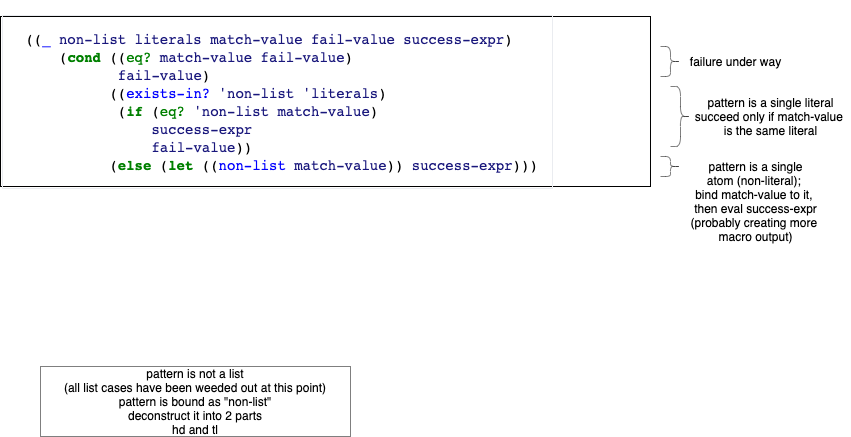 ((_ non-list literals match-value fail-value success-expr)
(cond ((eq? match-value fail-value)
fail-value)
((exists-in? 'non-list 'literals)
(if (eq? 'non-list match-value)
success-expr
fail-value))
(else (let ((non-list match-value)) success-expr)))
failure under way
pattern is a single literal
succeed only if match-value
is the same literal
pattern is a single
atom (non-literal);
bind match-value to it,
then eval success-expr
(probably creating more
macro output)
pattern is not a list
(all list cases have been weeded out at this point)
pattern is bound as "non-list"
deconstruct it into 2 parts
hd and tl